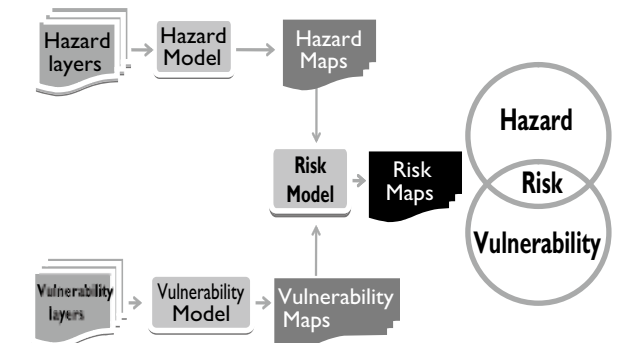 Hazard
layers
Hazard
Model
Hazard
Maps
Risk
Model
Risk
Maps
Hazard
Risk
Vulnerability
Vulnerability
layers
Vulnerability
Model
Vulnerability
Maps